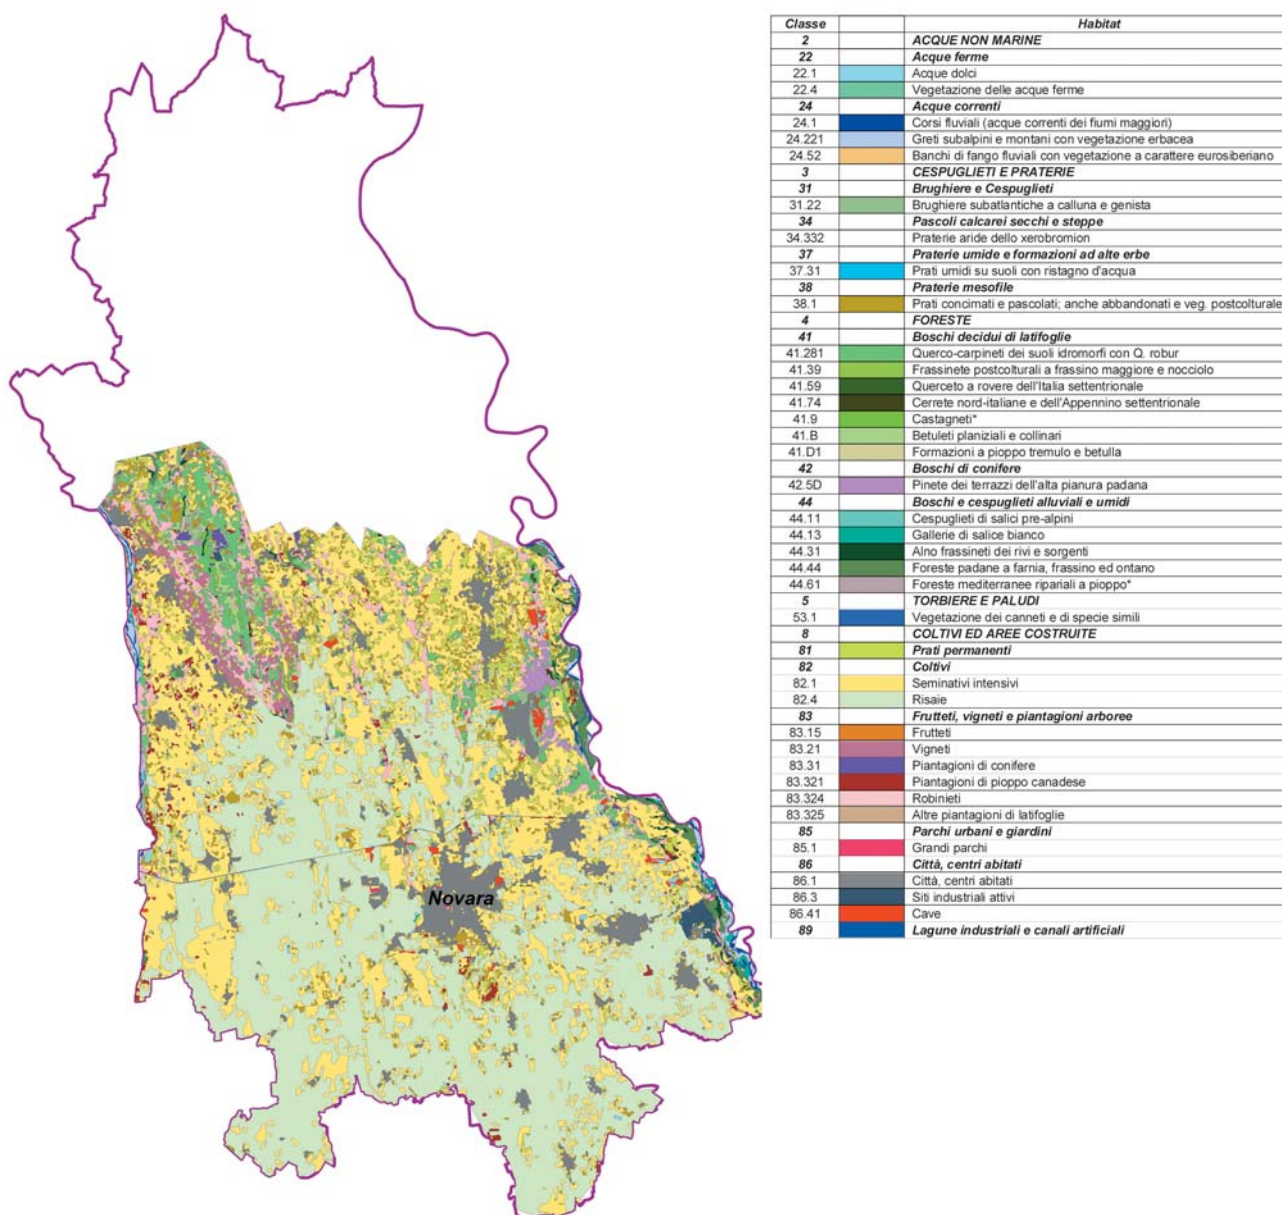 Classe Habitat
2 ACQUE NON MARINE
22 Acque ferme
22.1 Acque dolci
22.4 Vegetazione delle acque ferme
24 Acque correnti
24.1 Corsi fluviali (acque correnti dei fiumi maggiori)
24.221 Greti subalpini e montani con vegetazione erbacea
24.52 Banchi di fango fluviali con vegetazione a carattere eurosiberiano
3 CESPUGLIETI E PRATERIE
31 Brughiere e Cespuglieti
31.22 Brughiere subatlantiche a calluna e genista
34 Pascoli calcarei secchi e steppe
34.332 Praterie aride dello xerobromion
37 Praterie umide e formazioni ad alte erbe
37.31 Prati umidi su suoli con ristagno d'acqua
38 Praterie mesofile
38.1 Prati concimati e pascolati; anche abbandonati e veg. postcolturale
4 FORESTE
41 Boschi decidui di latifoglie
41.281 Querco-carpineti dei suoli idromorfi con Q. robur
41.39 Frassinete postcolturali a frassino maggiore e nocciolo
41.59 Querceto a rovere dell'Italia settentrionale
41.74 Cerrete nord-italiane e dell'Appennino settentrionale
41.9 Castagneti*
41.B Betuleti planiziali e collinari
41.D1 Formazioni a pioppo tremulo e betulla
42 Boschi di conifere
42.5D Pinete dei terrazzi dell'alta pianura padana
44 Boschi e cespuglieti alluviali e umidi
44.11 Cespuglieti di salici pre-alpini
44.13 Gallerie di salice bianco
44.31 Alno frassineti dei rivi e sorgenti
44.44 Foreste padane a farnia, frassino ed ontano
44.61 Foreste mediterranee ripariali a pioppo*
5 TORBIERE E PALUDI
53.1 Vegetazione dei canneti e di specie simili
8 COLTIVI ED AREE COSTRUITE
81 Prati permanenti
82 Coltivi
82.1 Seminativi intensivi
82.4 Risaie
83 Frutteti, vigneti e piantagioni arboree
83.15 Frutteti
83.21 Vigneti
83.31 Piantagioni di conifere
83.321 Piantagioni di pioppo canadese
83.324 Robinieti
83.325 Altre piantagioni di latifoglie
85 Parchi urbani e giardini
85.1 Grandi parchi
86 Città, centri abitati
86.1 Città, centri abitati
86.3 Siti industriali attivi
86.41 Cave
89 Lagune industriali e canali artificiali
Novara